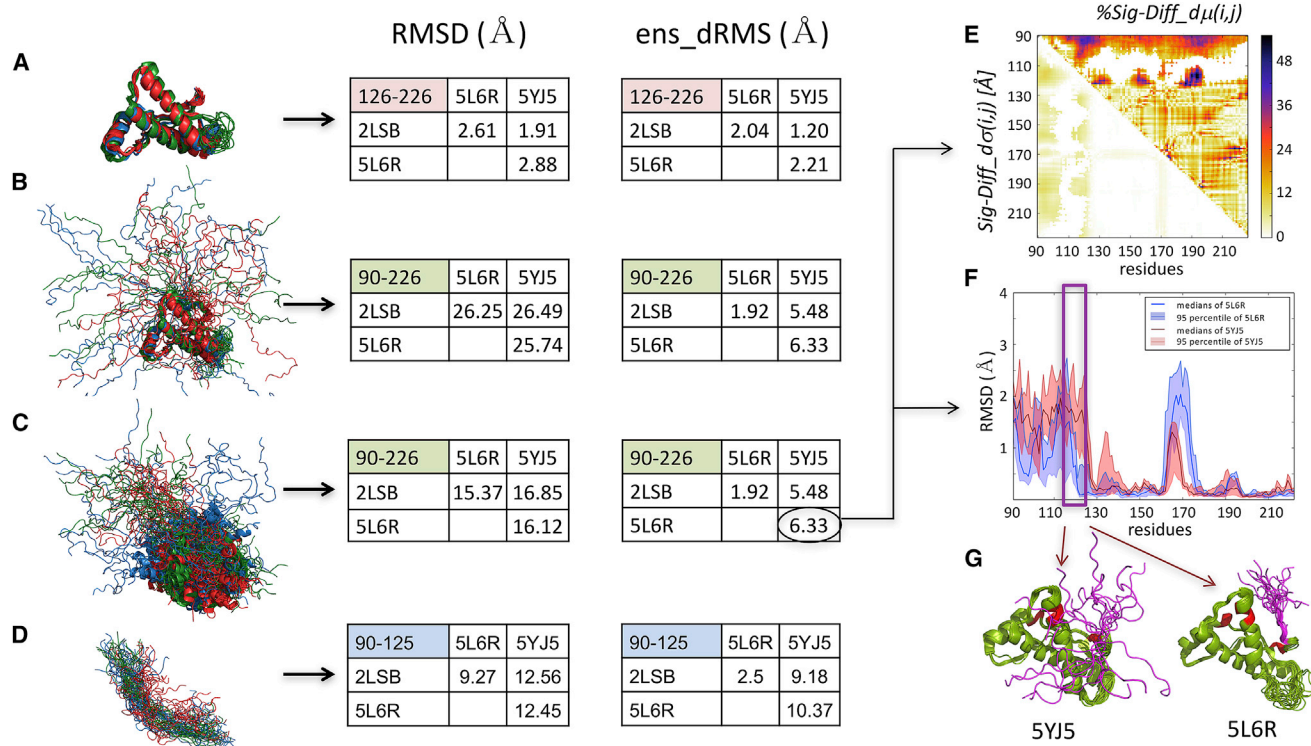 RMSD (Å)
ens_dRMS (Å)
A
126-226 5L6R 5YJ5
2LSB 2.61 1.91
5L6R 2.88
126-226 5L6R 5YJ5
2LSB 2.04 1.20
5L6R 2.21
B
90-226 5L6R 5YJ5
2LSB 26.25 26.49
5L6R 25.74
90-226 5L6R 5YJ5
2LSB 1.92 5.48
5L6R 6.33
C
90-226 5L6R 5YJ5
2LSB 15.37 16.85
5L6R 16.12
90-226 5L6R 5YJ5
2LSB 1.92 5.48
5L6R 6.33
D
90-125 5L6R 5YJ5
2LSB 9.27 12.56
5L6R 12.45
90-125 5L6R 5YJ5
2LSB 2.5 9.18
5L6R 10.37
%Sig-Diff_dμ(i,j)
E
Sig-Diff_dσ(i,j) [Å]
90
110
130
150
170
190
210
90 110 130 150 170 190 210
residues
48
36
24
12
0
F
RMSD (Å)
4
3
2
1
medians of 5L6R
95 percentile of 5L6R
medians of 5YJ5
95 percentile of 5YJ5
90 110 130 150 170 190 210
residues
G
5YJ5
5L6R